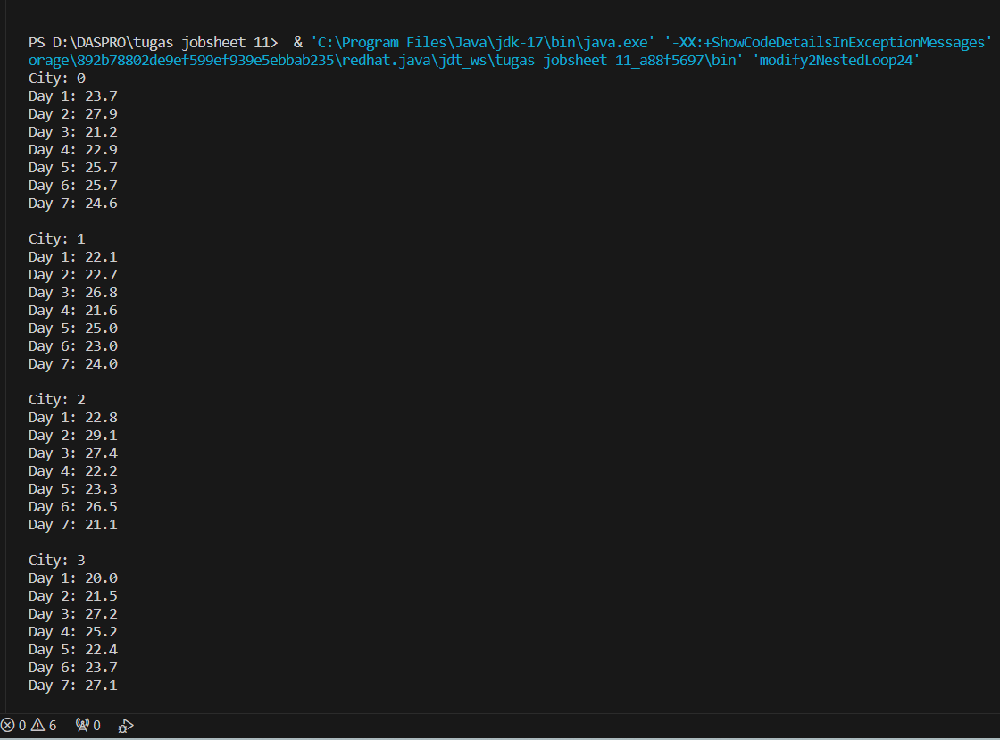 PS D:\DASPRO\tugas jobsheet 11>  & 'C:\Program Files\Java\jdk-17\bin\java.exe' '-XX:+ShowCodeDetailsInExceptionMessages'
orage\892b78802de9ef599ef939e5ebbab235\redhat.java\jdt_ws\tugas jobsheet 11_a88f5697\bin' 'modify2NestedLoop24'
City: 0
Day 1: 23.7
Day 2: 27.9
Day 3: 21.2
Day 4: 22.9
Day 5: 25.7
Day 6: 25.7
Day 7: 24.6

City: 1
Day 1: 22.1
Day 2: 22.7
Day 3: 26.8
Day 4: 21.6
Day 5: 25.0
Day 6: 23.0
Day 7: 24.0

City: 2
Day 1: 22.8
Day 2: 29.1
Day 3: 27.4
Day 4: 22.2
Day 5: 23.3
Day 6: 26.5
Day 7: 21.1

City: 3
Day 1: 20.0
Day 2: 21.5
Day 3: 27.2
Day 4: 25.2
Day 5: 22.4
Day 6: 23.7
Day 7: 27.1
0 6 0